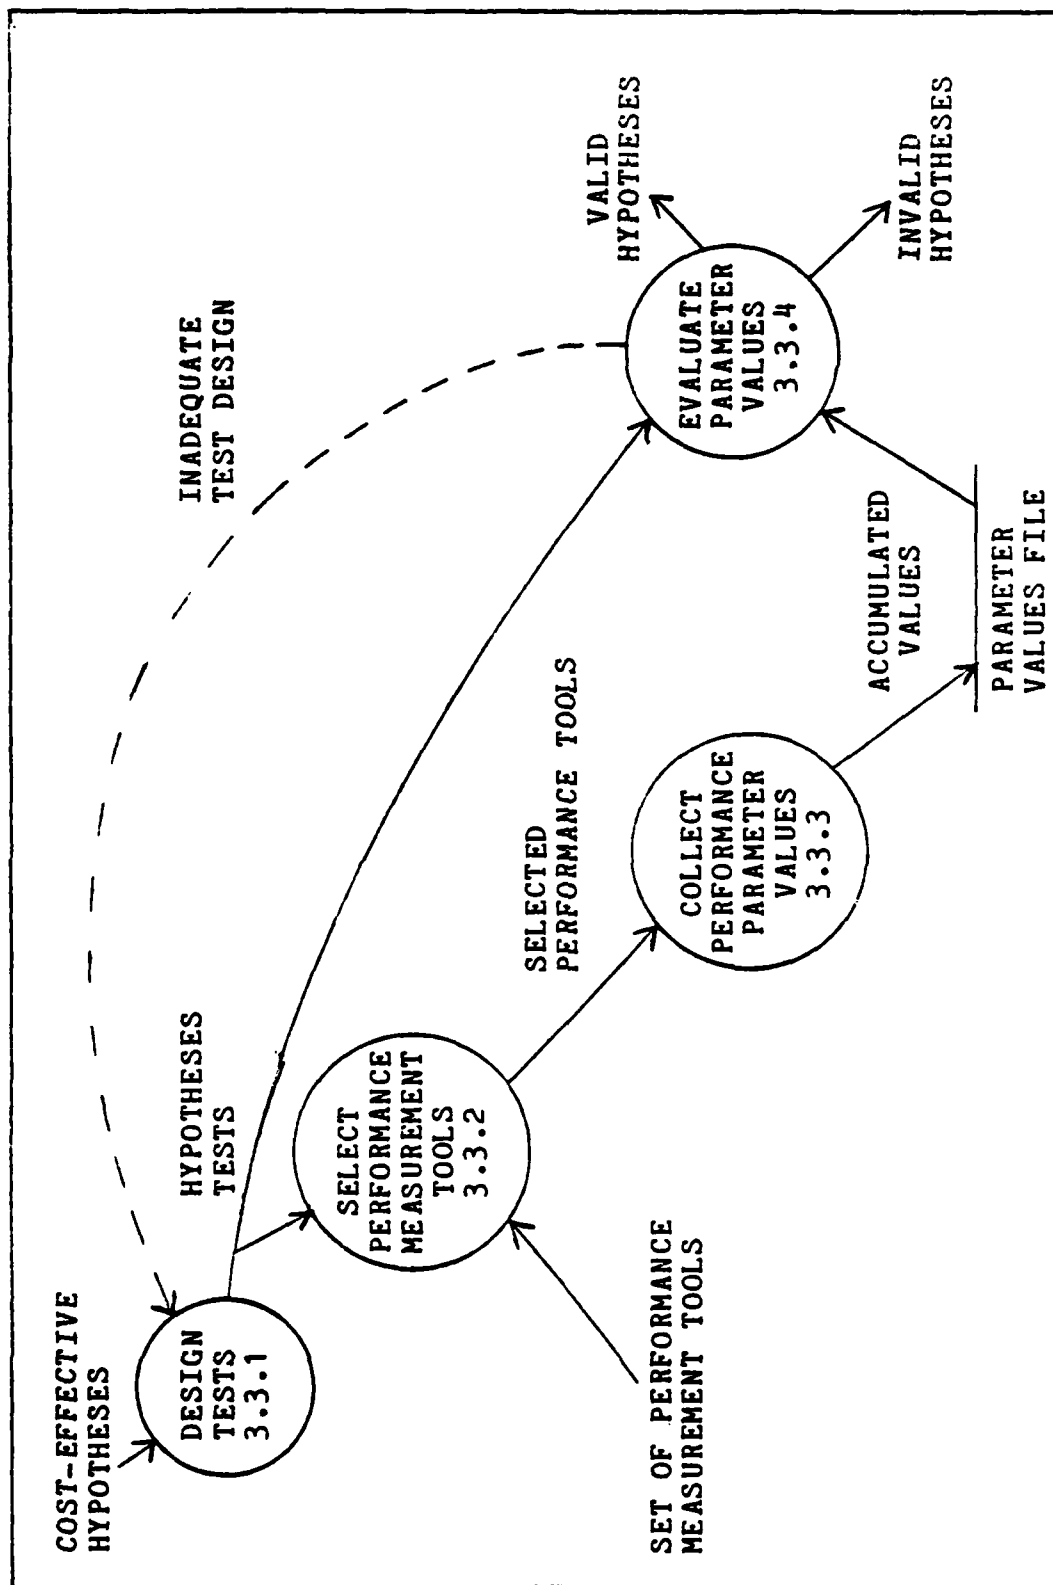 COST-EFFECTIVE
HYPOTHESES
DESIGN
TESTS
3.3.1
HYPOTHESES
TESTS
INADEQUATE
TEST DESIGN
SELECT
PERFORMANCE
MEASUREMENT
TOOLS
3.3.2
SET OF PERFORMANCE
MEASUREMENT TOOLS
SELECTED
PERFORMANCE TOOLS
COLLECT
PERFORMANCE
PARAMETER
VALUES
3.3.3
ACCUMULATED
VALUES
PARAMETER
VALUES FILE
EVALUATE
PARAMETER
VALUES
3.3.4
VALID
HYPOTHESES
INVALID
HYPOTHESES